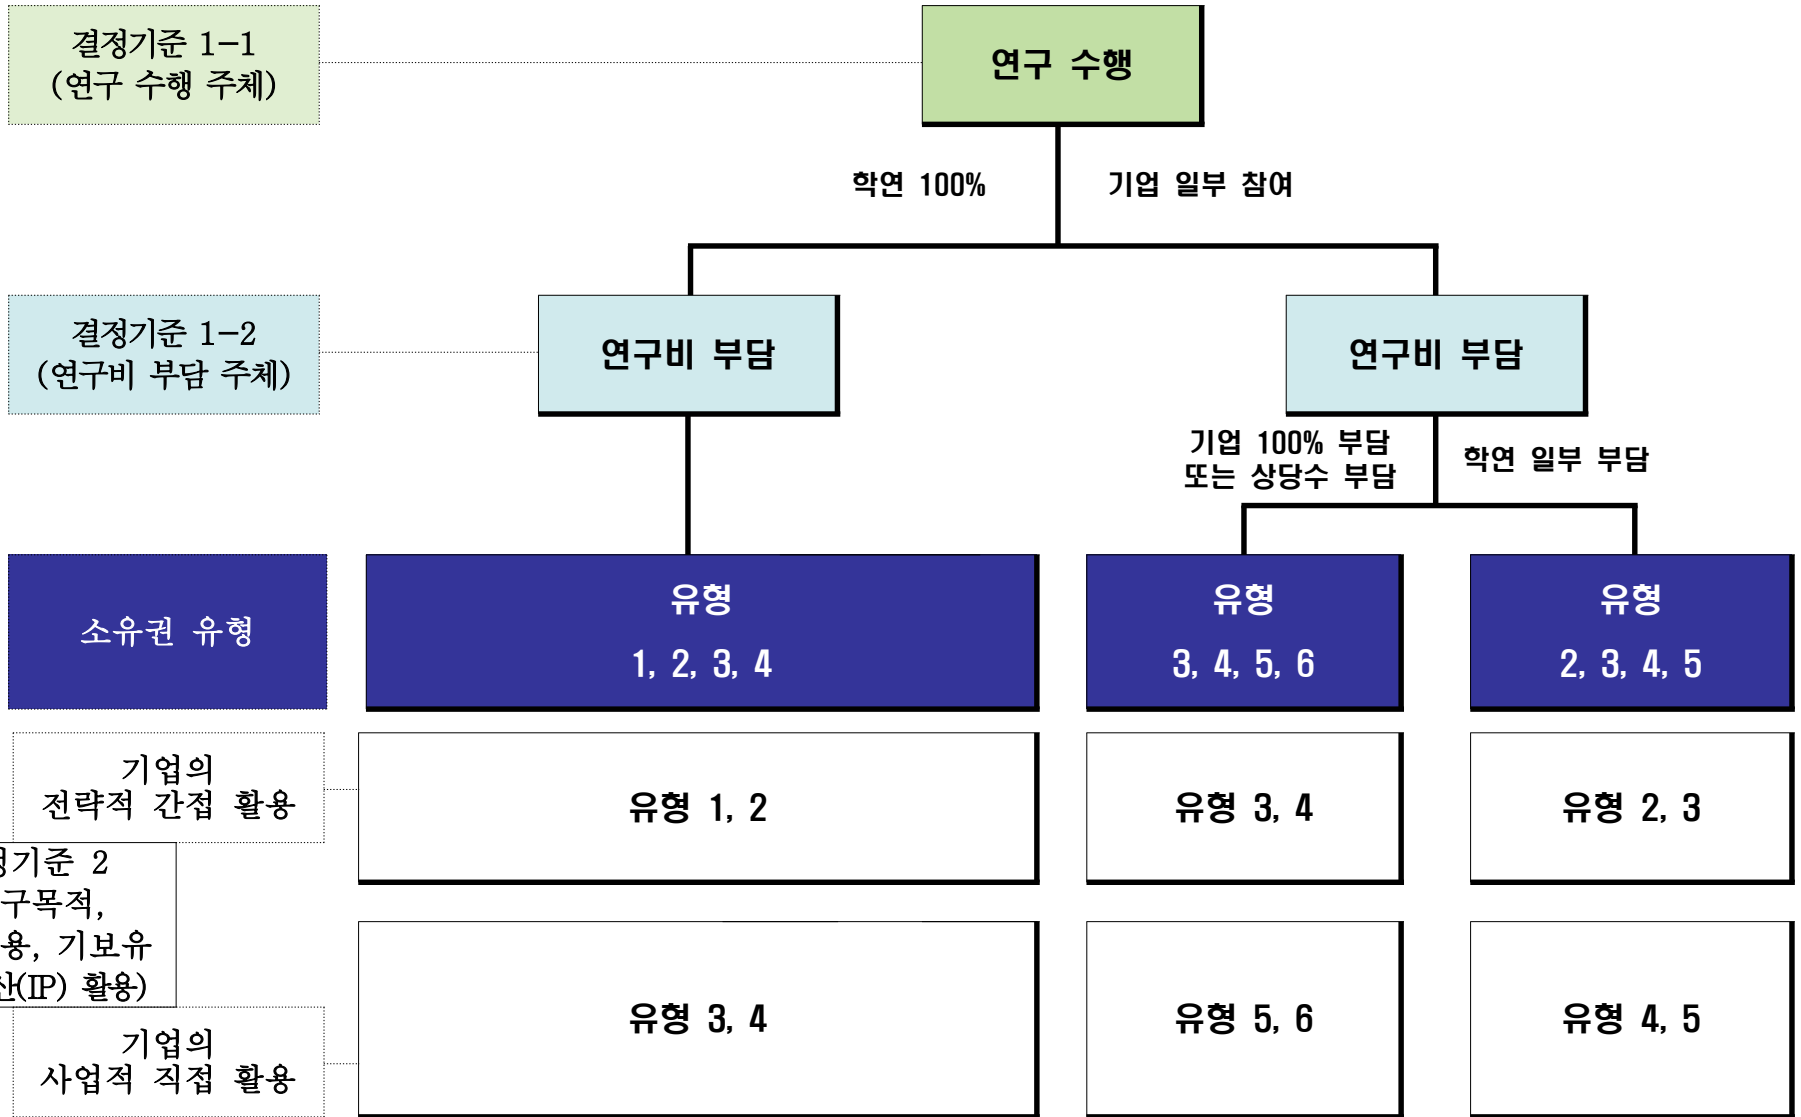 결정기준 1-1
(연구 수행 주체)
연구 수행
학연 100%
기업 일부 참여
결정기준 1-2
(연구비 부담 주체)
연구비 부담
연구비 부담
기업 100% 부담
또는 상당수 부담
학연 일부 부담
소유권 유형
유형
1, 2, 3, 4
유형
3, 4, 5, 6
유형
2, 3, 4, 5
기업의
전략적 간접 활용
유형 1, 2
유형 3, 4
유형 2, 3
정기준 2
구목적,
용, 기보유
산(IP) 활용)
기업의
사업적 직접 활용
유형 3, 4
유형 5, 6
유형 4, 5